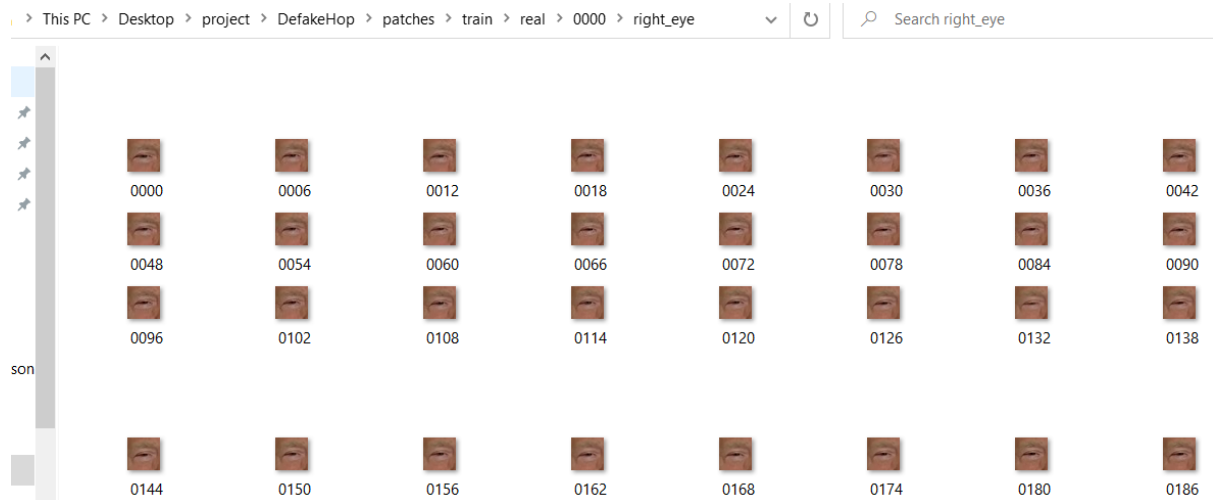 > This PC > Desktop > project > DefakeHop > patches > train > real > 0000 > right_eye Search right_eye
0000 0006 0012 0018 0024 0030 0036 0042
0048 0054 0060 0066 0072 0078 0084 0090
0096 0102 0108 0114 0120 0126 0132 0138
son
0144 0150 0156 0162 0168 0174 0180 0186